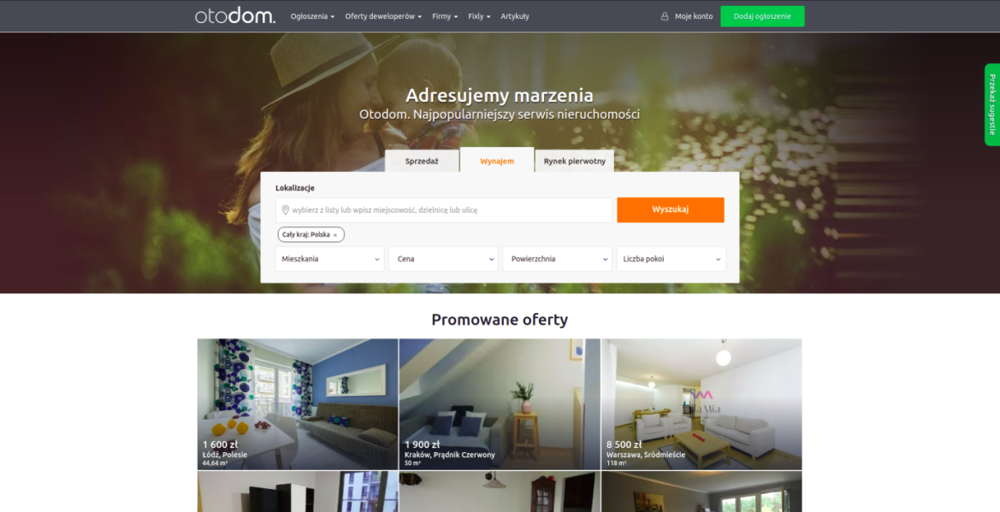 otodom.
Ogłoszenia
Oferty deweloperów
Firmy
Fixly
Artykuły
Moje konto
Dodaj ogłoszenie
Przekaż sugestie
Adresujemy marzenia
Otodom. Najpopularniejszy serwis nieruchomości
Sprzedaż
Wynajem
Rynek pierwotny
Lokalizacje
wybierz z listy lub wpisz miejscowość, dzielnicę lub ulicę
Wyszukaj
Cały kraj: Polska ×
Mieszkania
Cena
Powierzchnia
Liczba pokoi
Promowane oferty
1 600 zł
Łódź, Polesie
44,64 m²
1 900 zł
Kraków, Prądnik Czerwony
50 m²
8 500 zł
Warszawa, Śródmieście
118 m²